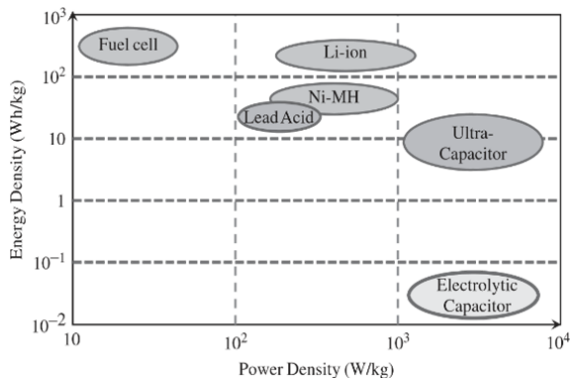 10³
Fuel cell
Li-ion
10²
Ni-MH
Lead Acid
Ultra-
Capacitor
10
1
10⁻¹
Electrolytic
Capacitor
10⁻²
Energy Density (Wh/kg)
10
10²
10³
10⁴
Power Density (W/kg)